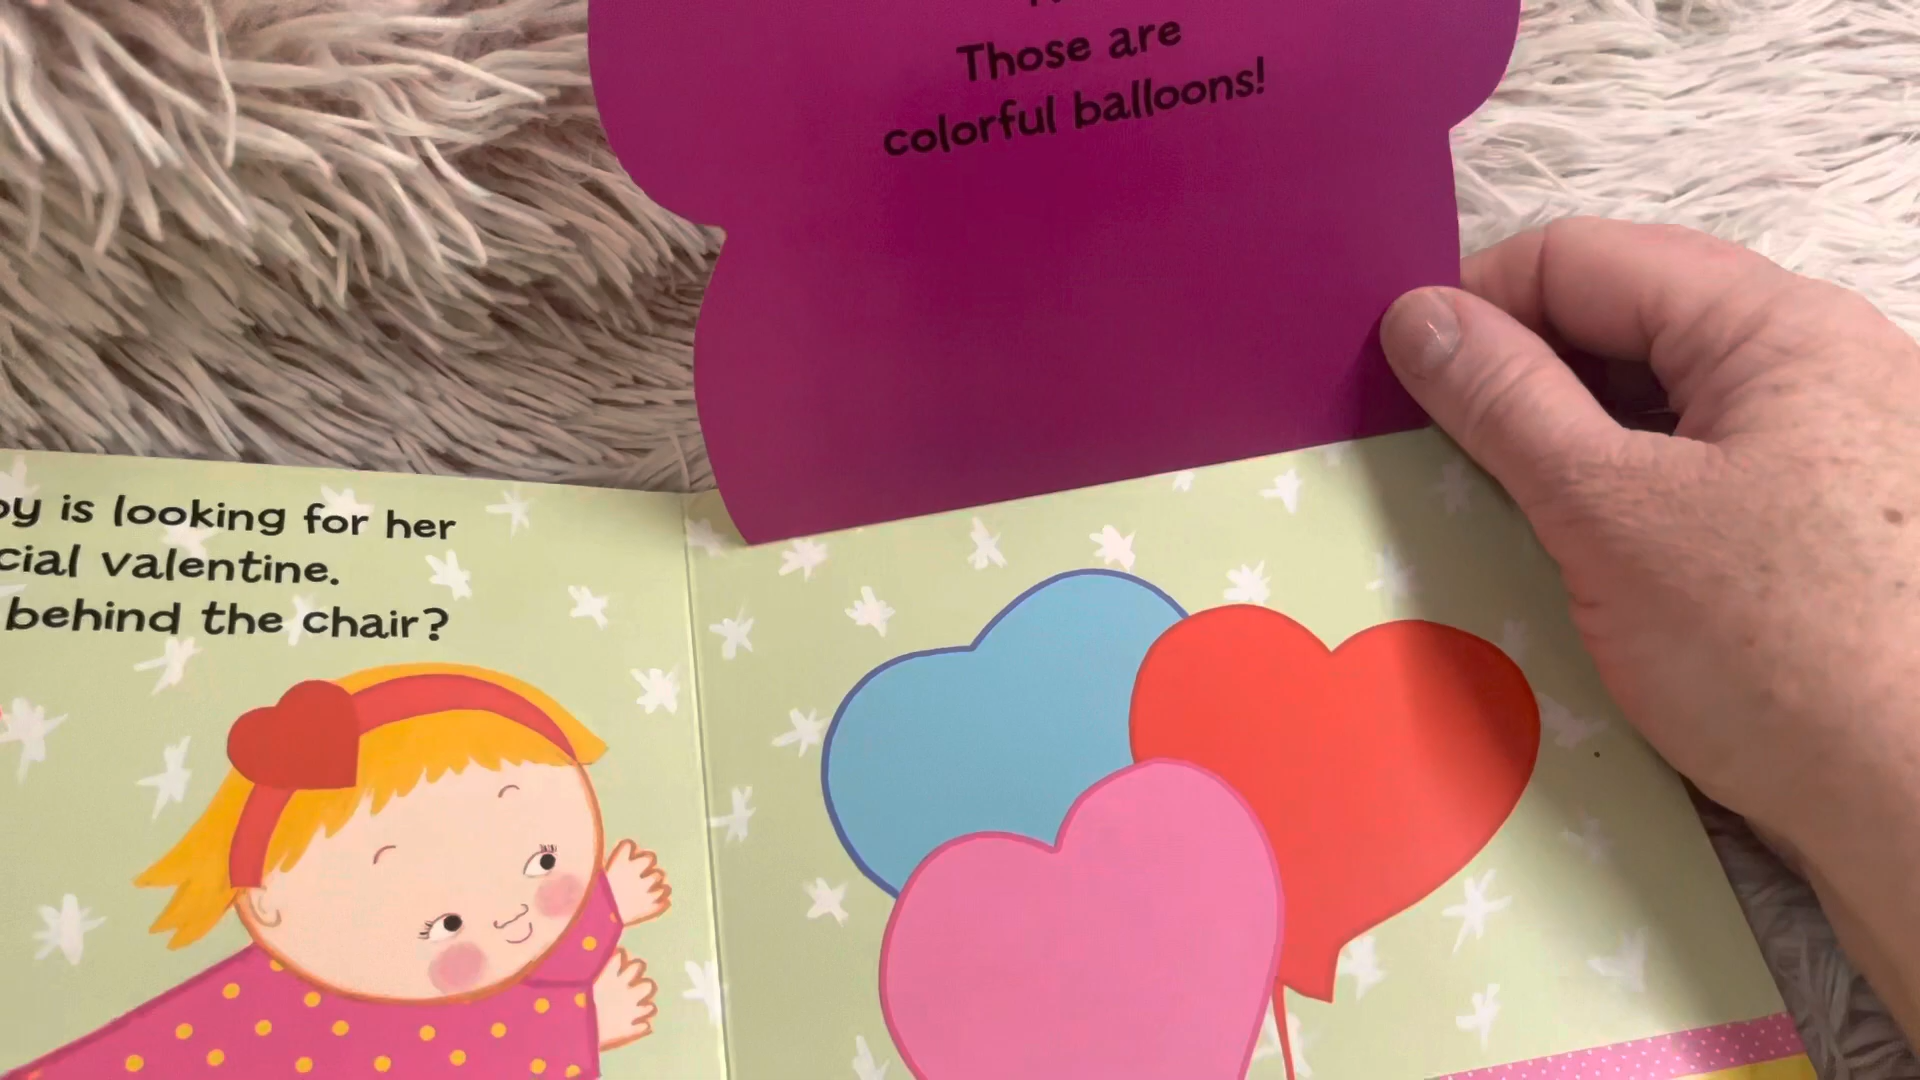 Those are
colorful balloons!
is looking for her
valentine.
behind the chair?